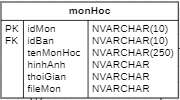 monHoc
PK idMon NVARCHAR(10)
FK idBan NVARCHAR(10)
tenMonHoc NVARCHAR(250)
hinhAnh NVARCHAR
thoiGian NVARCHAR
fileMon NVARCHAR